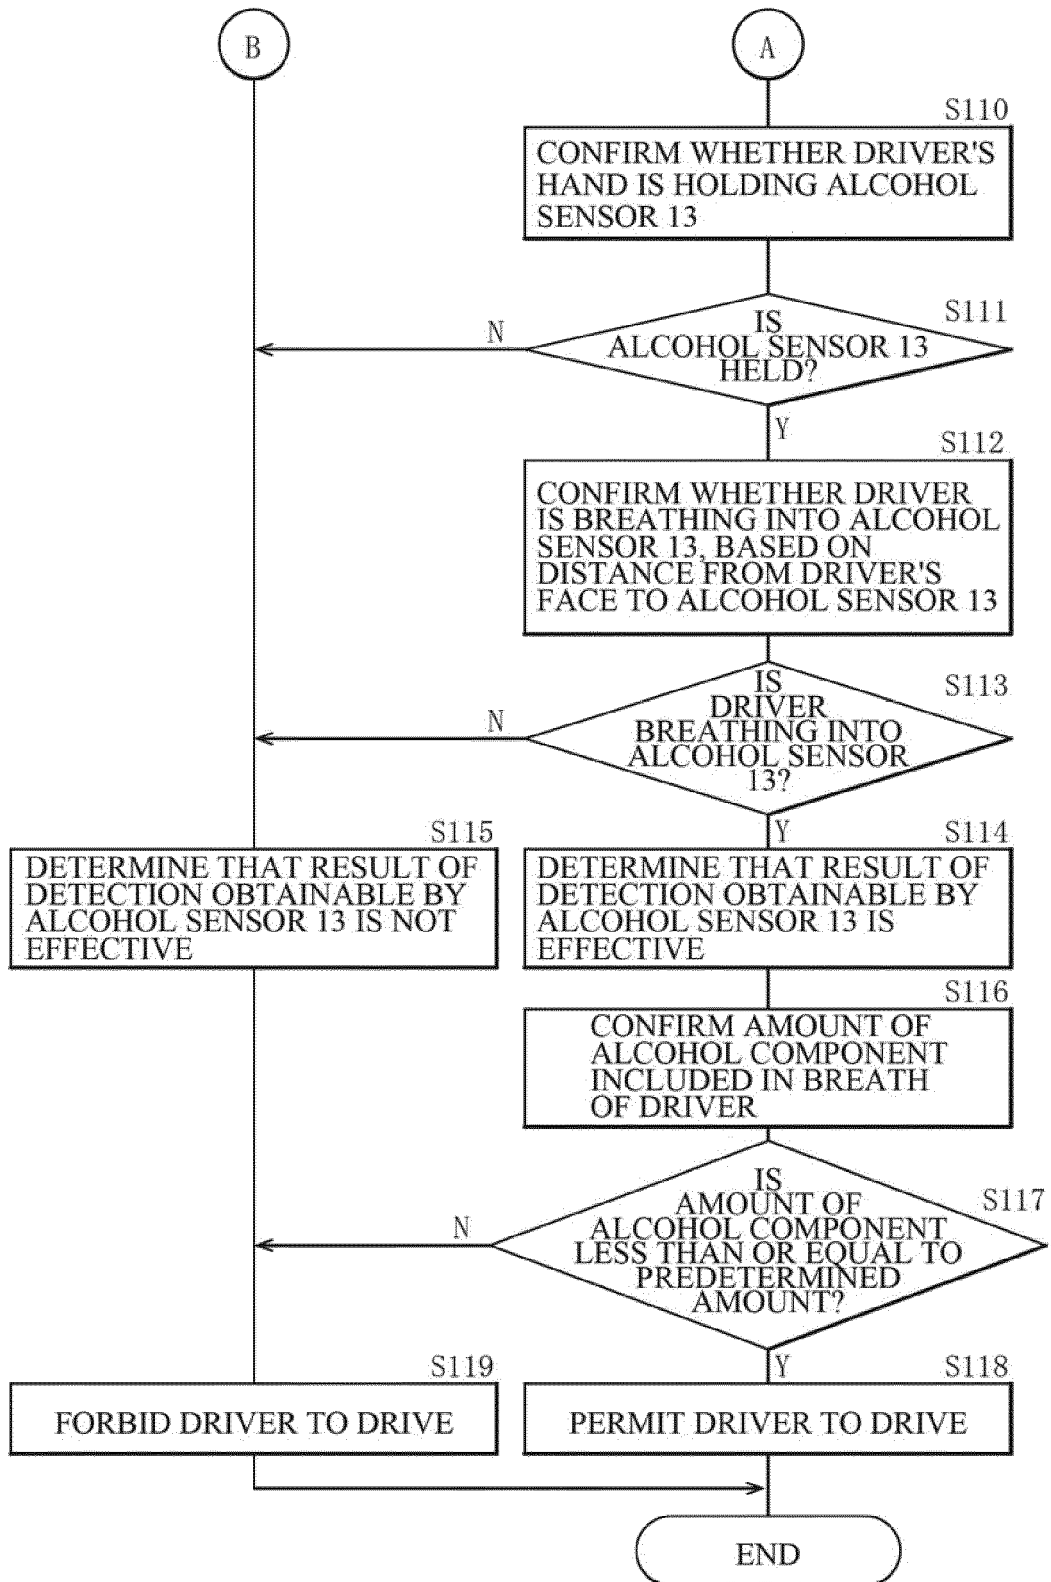 B
A
S110
CONFIRM WHETHER DRIVER'S
HAND IS HOLDING ALCOHOL
SENSOR 13
S111
IS
ALCOHOL SENSOR 13
HELD?
N
Y
S112
CONFIRM WHETHER DRIVER
IS BREATHING INTO ALCOHOL
SENSOR 13, BASED ON
DISTANCE FROM DRIVER'S
FACE TO ALCOHOL SENSOR 13
S113
IS
DRIVER
BREATHING INTO
ALCOHOL SENSOR
13?
N
Y
S115
DETERMINE THAT RESULT OF
DETECTION OBTAINABLE BY
ALCOHOL SENSOR 13 IS NOT
EFFECTIVE
S114
DETERMINE THAT RESULT OF
DETECTION OBTAINABLE BY
ALCOHOL SENSOR 13 IS
EFFECTIVE
S116
CONFIRM AMOUNT OF
ALCOHOL COMPONENT
INCLUDED IN BREATH
OF DRIVER
S117
IS
AMOUNT OF
ALCOHOL COMPONENT
LESS THAN OR EQUAL TO
PREDETERMINED
AMOUNT?
N
Y
S119
FORBID DRIVER TO DRIVE
S118
PERMIT DRIVER TO DRIVE
END